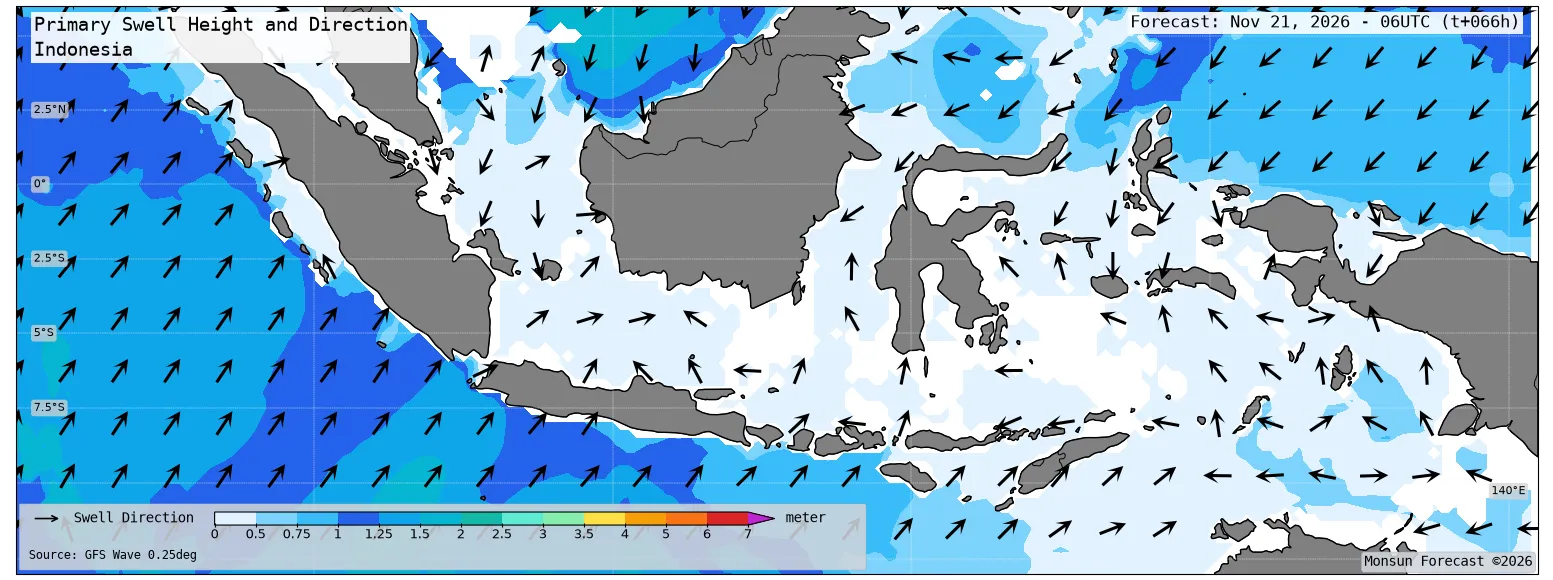 Primary Swell Height and Direction
Indonesia
Forecast: Nov 21, 2026 - 06UTC (t+066h)
2.5°N
0°
2.5°S
5°S
7.5°S
140°E
Swell Direction
0 0.5 0.75 1 1.25 1.5 2 2.5 3 3.5 4 5 6 7
meter
Source: GFS Wave 0.25deg
Monsun Forecast ©2026